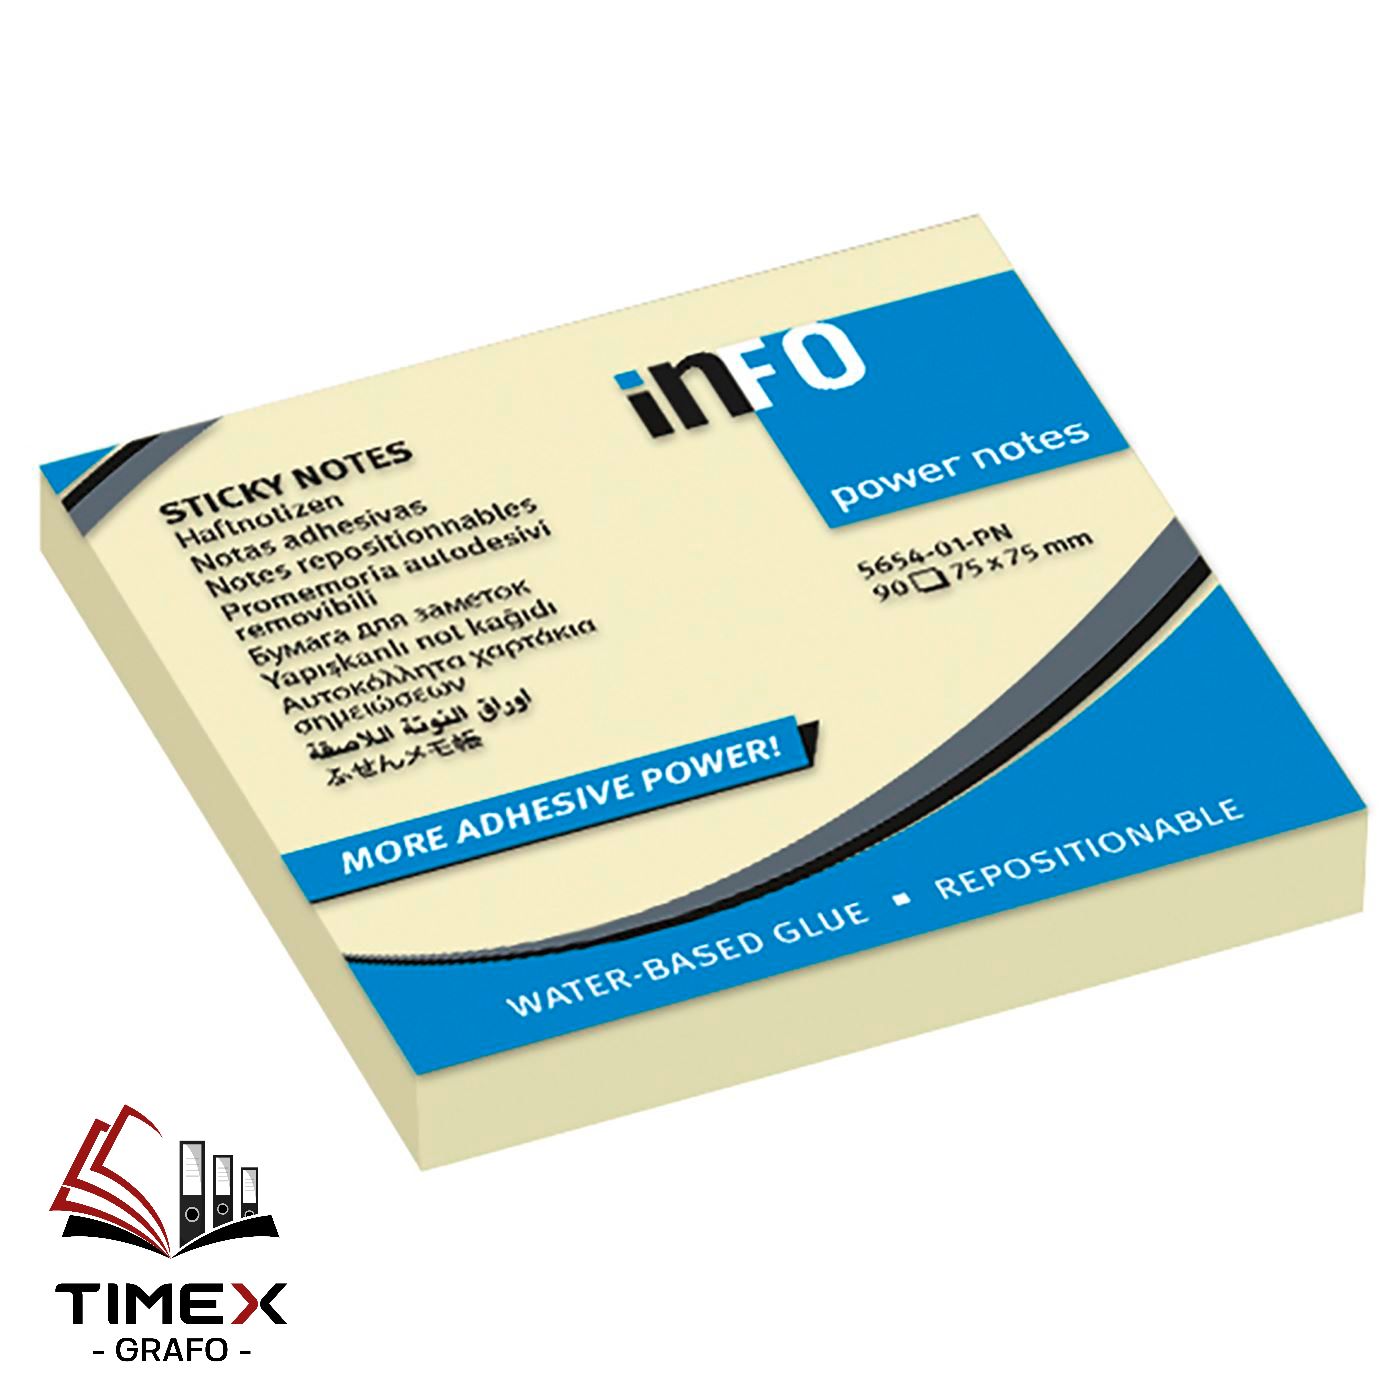 inFO
power notes
STICKY NOTES
Haftnotizen
Notas adhesivas
Notes repositionnables
Promemoria autodesivi
removibili
Бумага для заметок
Yapışkanlı not kağıdı
Αυτοκόλλητα χαρτάκια
σημειώσεων
اوراق النوتة اللاصقة
ふせんメモ帳
5654-01-PN
90 75 x 75 mm
MORE ADHESIVE POWER!
WATER-BASED GLUE ▪ REPOSITIONABLE
TIMEX
- GRAFO -